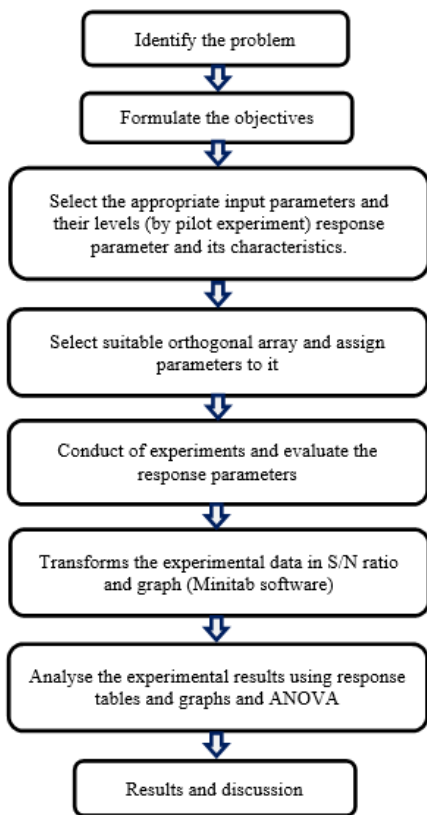 Identify the problem
Formulate the objectives
Select the appropriate input parameters and
their levels (by pilot experiment) response
parameter and its characteristics.
Select suitable orthogonal array and assign
parameters to it
Conduct of experiments and evaluate the
response parameters
Transforms the experimental data in S/N ratio
and graph (Minitab software)
Analyse the experimental results using response
tables and graphs and ANOVA
Results and discussion